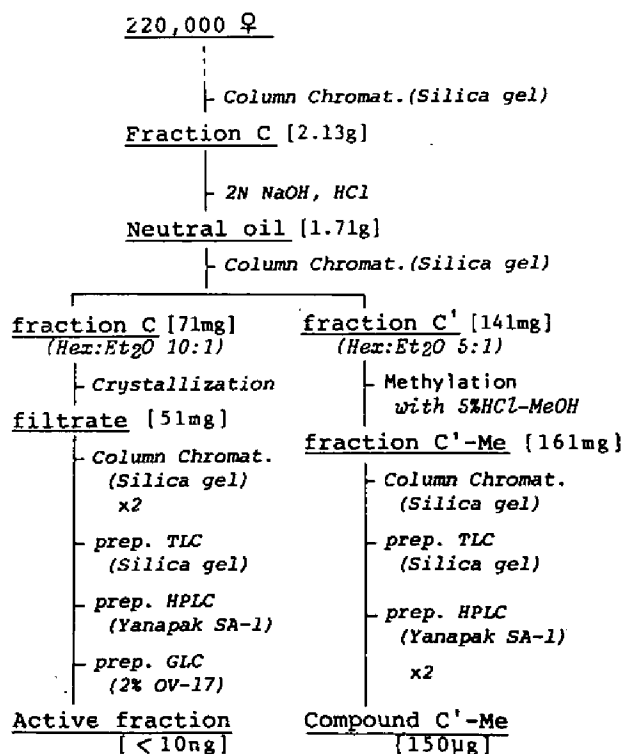 220,000 ♀
Column Chromat.(Silica gel)
Fraction C [2.13g]
2N NaOH, HCl
Neutral oil [1.71g]
Column Chromat.(Silica gel)
fraction C [71mg]
(Hex:Et2O 10:1)
Crystallization
filtrate [51mg]
Column Chromat.
(Silica gel)
x2
prep. TLC
(Silica gel)
prep. HPLC
(Yanapak SA-1)
prep. GLC
(2% OV-17)
Active fraction
[<10ng]
fraction C' [141mg]
(Hex:Et2O 5:1)
Methylation
with 5%HCl-MeOH
fraction C'-Me [161mg]
Column Chromat.
(Silica gel)
prep. TLC
(Silica gel)
prep. HPLC
(Yanapak SA-1)
x2
Compound C'-Me
[150µg]